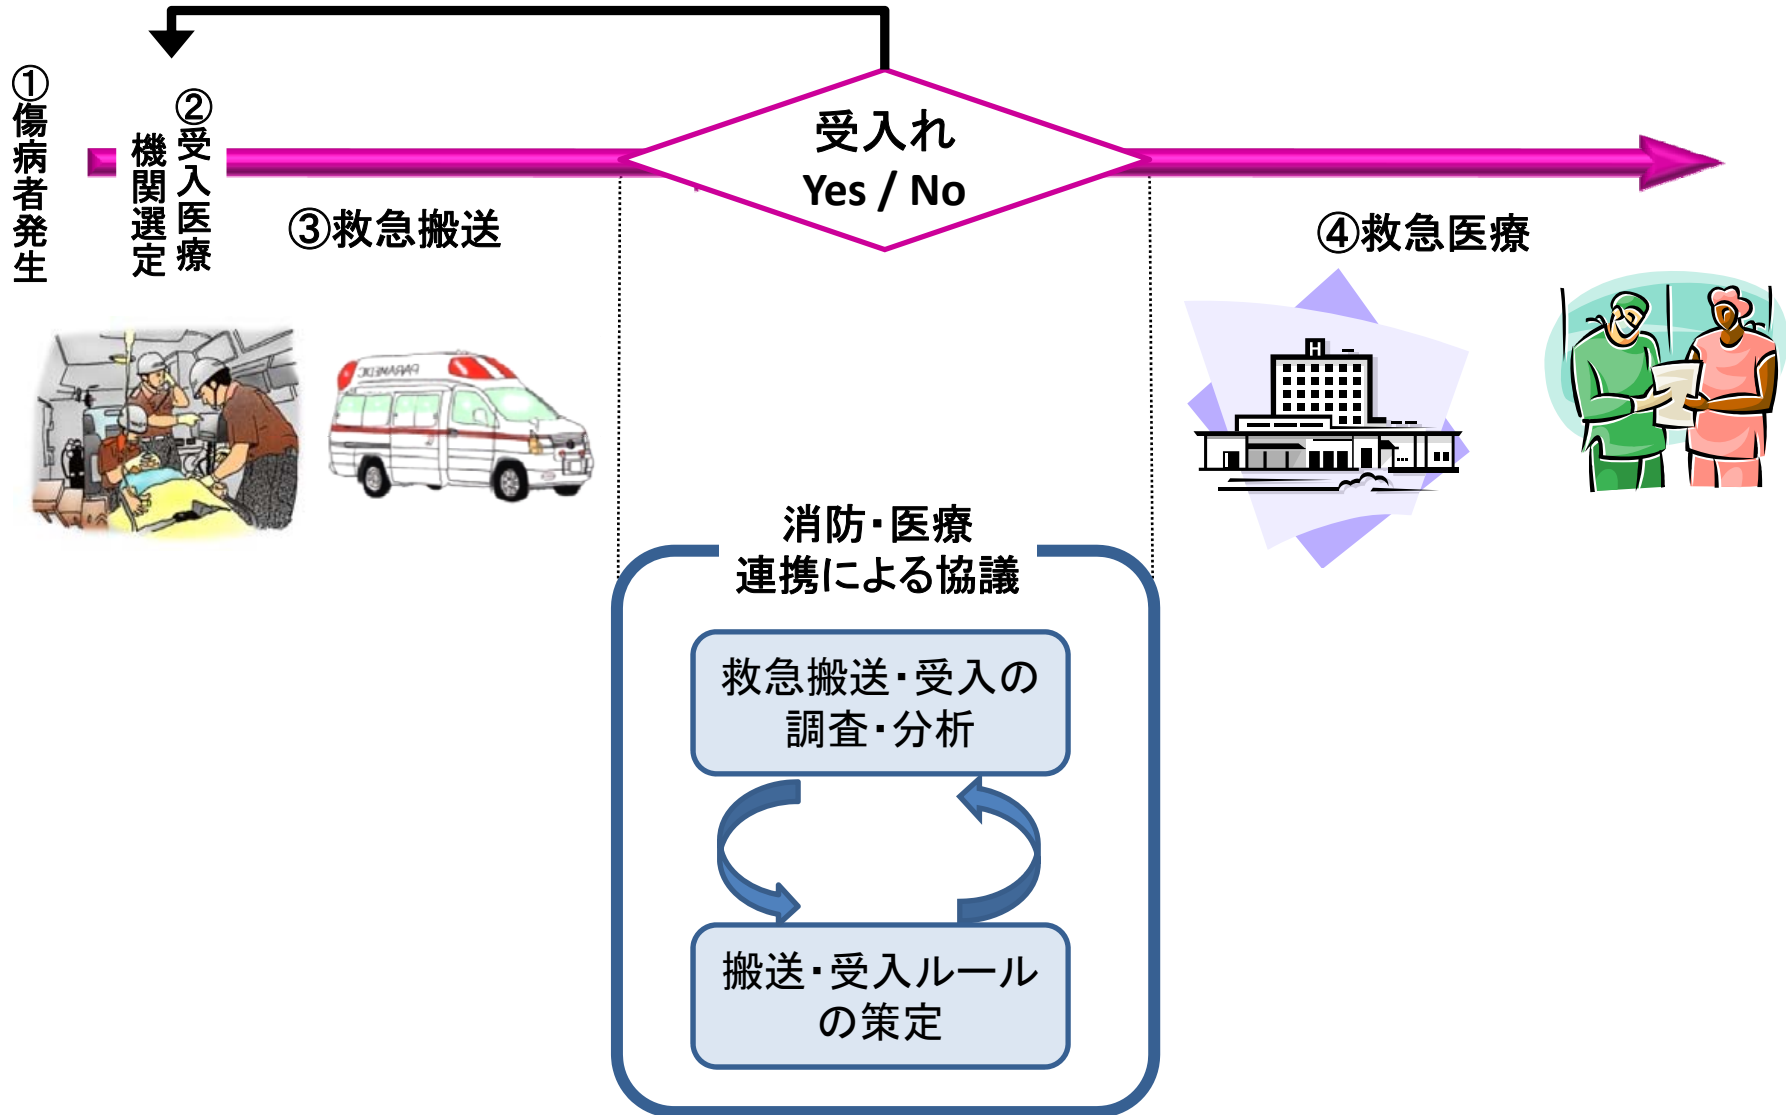 ①傷病者発生
②受入医療
機関選定
③救急搬送
受入れ
Yes / No
④救急医療
PARAMEDIC
H
消防・医療
連携による協議
救急搬送・受入の
調査・分析
搬送・受入ルール
の策定